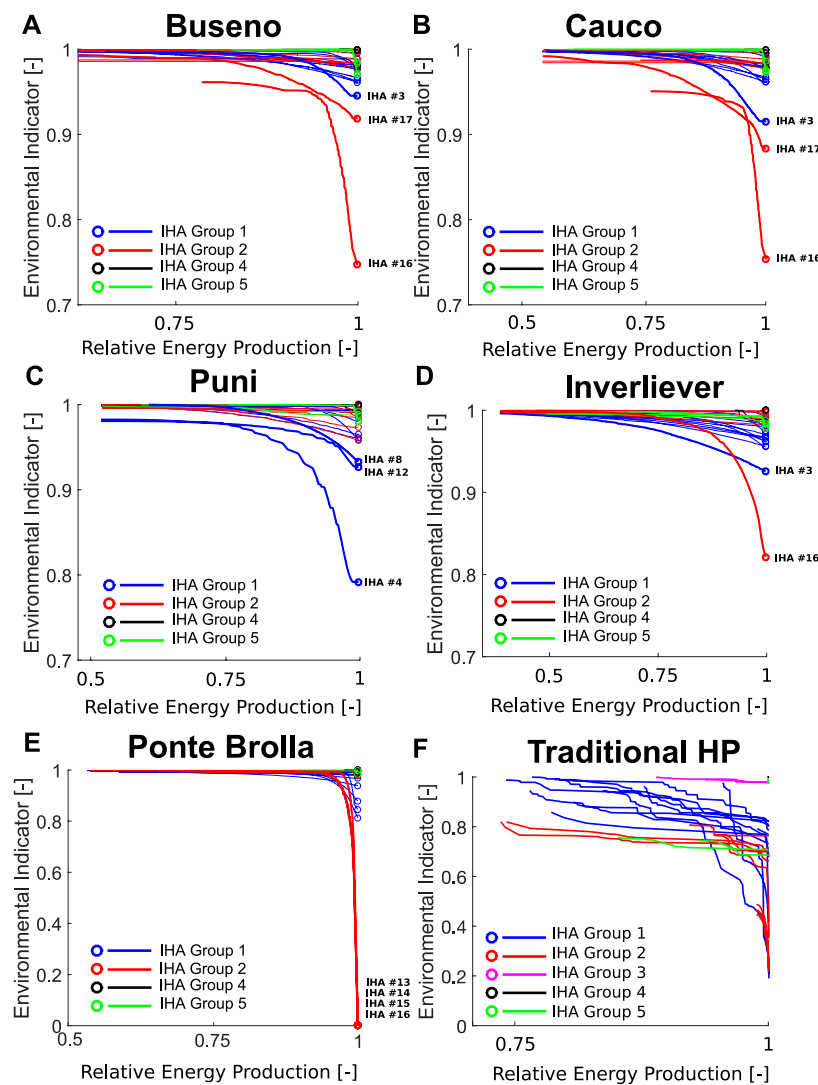 A
Buseno
Environmental Indicator [-]
1
0.9
0.8
0.7
IHA #3
IHA #17
IHA #16
IHA Group 1
IHA Group 2
IHA Group 4
IHA Group 5
0.75
1
Relative Energy Production [-]
B
Cauco
Environmental Indicator [-]
1
0.9
0.8
0.7
IHA #3
IHA #17
IHA #16
IHA Group 1
IHA Group 2
IHA Group 4
IHA Group 5
0.5
0.75
1
Relative Energy Production [-]
C
Puni
Environmental Indicator [-]
1
0.9
0.8
0.7
IHA #8
IHA #12
IHA #4
IHA Group 1
IHA Group 2
IHA Group 4
IHA Group 5
0.5
0.75
1
Relative Energy Production [-]
D
Inverliever
Environmental Indicator [-]
1
0.9
0.8
0.7
IHA #3
IHA #16
IHA Group 1
IHA Group 2
IHA Group 4
IHA Group 5
0.5
0.75
1
Relative Energy Production [-]
E
Ponte Brolla
Environmental Indicator [-]
1
0.8
0.6
0.4
0.2
0
IHA Group 1
IHA Group 2
IHA Group 4
IHA Group 5
IHA #13
IHA #14
IHA #15
IHA #16
0.5
0.75
1
Relative Energy Production [-]
F
Traditional HP
Environmental Indicator [-]
1
0.8
0.6
0.4
0.2
0
IHA Group 1
IHA Group 2
IHA Group 3
IHA Group 4
IHA Group 5
0.75
1
Relative Energy Production [-]